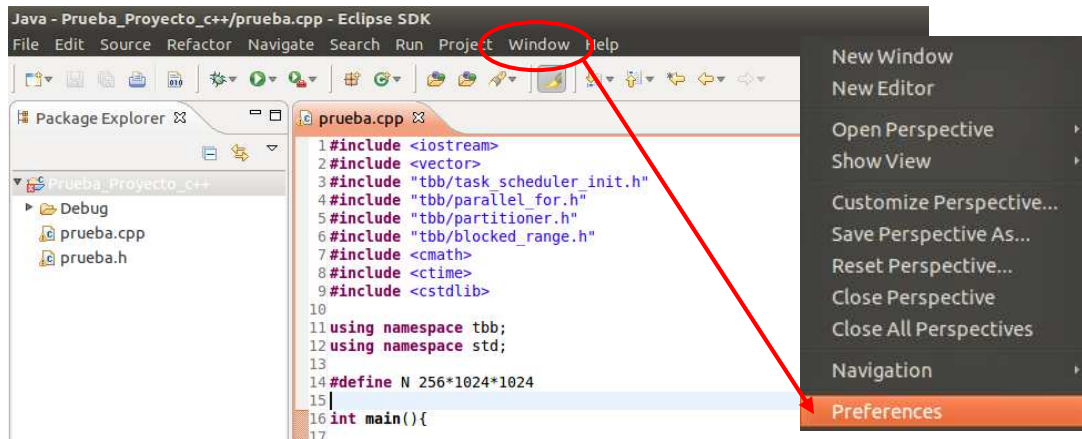 Java - Prueba_Proyecto_c++/prueba.cpp - Eclipse SDK
File Edit Source Refactor Navigate Search Run Project Window Help
Package Explorer
Prueba_Proyecto_c++
Debug
prueba.cpp
prueba.h
prueba.cpp
1 #include <iostream>
2 #include <vector>
3 #include "tbb/task_scheduler_init.h"
4 #include "tbb/parallel_for.h"
5 #include "tbb/partitioner.h"
6 #include "tbb/blocked_range.h"
7 #include <cmath>
8 #include <ctime>
9 #include <cstdlib>
10
11 using namespace tbb;
12 using namespace std;
13
14 #define N 256*1024*1024
15
16 int main(){
17
New Window
New Editor
Open Perspective
Show View
Customize Perspective...
Save Perspective As...
Reset Perspective...
Close Perspective
Close All Perspectives
Navigation
Preferences